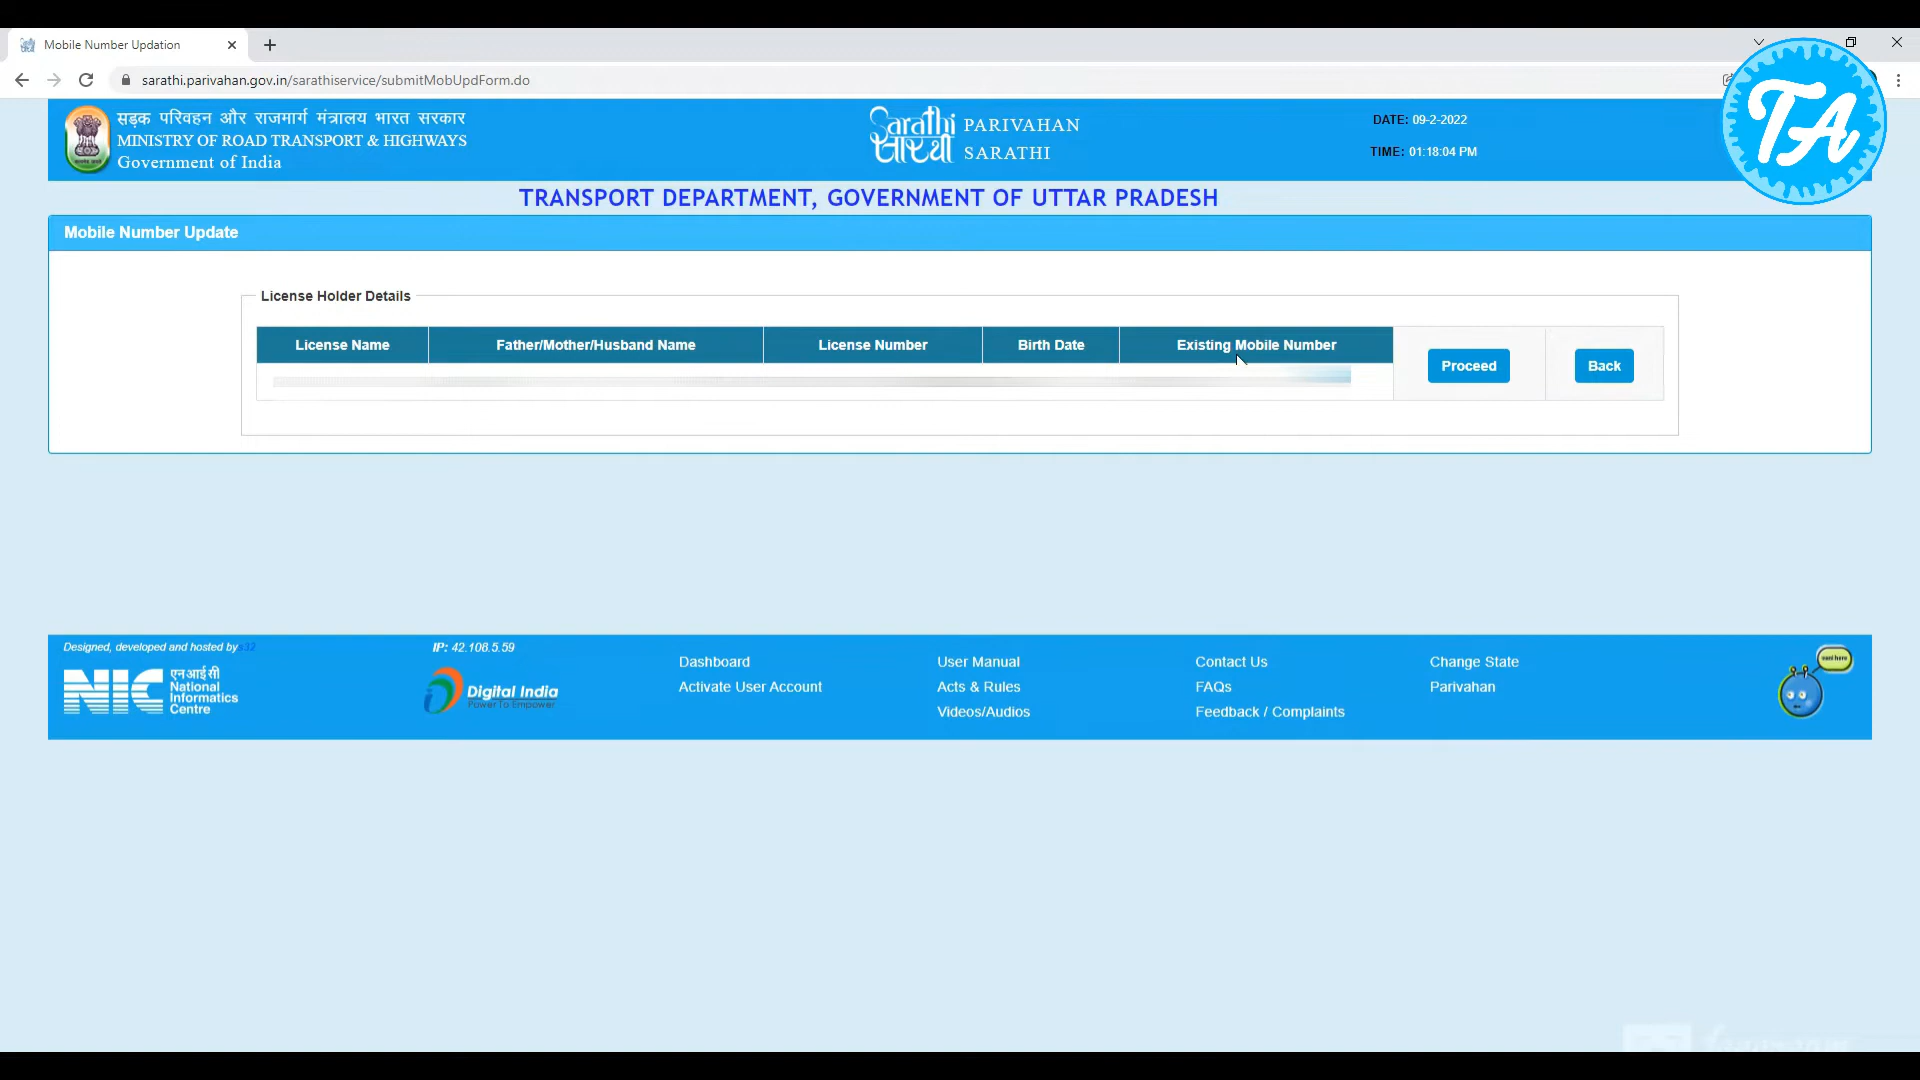 Mobile Number Updation
sarathi.parivahan.gov.in/sarathiservice/submitMobUpdForm.do
सड़क परिवहन और राजमार्ग मंत्रालय भारत सरकार
MINISTRY OF ROAD TRANSPORT & HIGHWAYS
Government of India
Sarathi
सारथी
PARIVAHAN
SARATHI
DATE: 09-2-2022
TIME: 01:18:04 PM
TA
TRANSPORT DEPARTMENT, GOVERNMENT OF UTTAR PRADESH
Mobile Number Update
License Holder Details
License Name
Father/Mother/Husband Name
License Number
Birth Date
Existing Mobile Number
Proceed
Back
Designed, developed and hosted by s32
NIC
एनआईसी
National
Informatics
Centre
IP: 42.108.5.59
Digital India
Power To Empower
Dashboard
Activate User Account
User Manual
Acts & Rules
Videos/Audios
Contact Us
FAQs
Feedback / Complaints
Change State
Parivahan